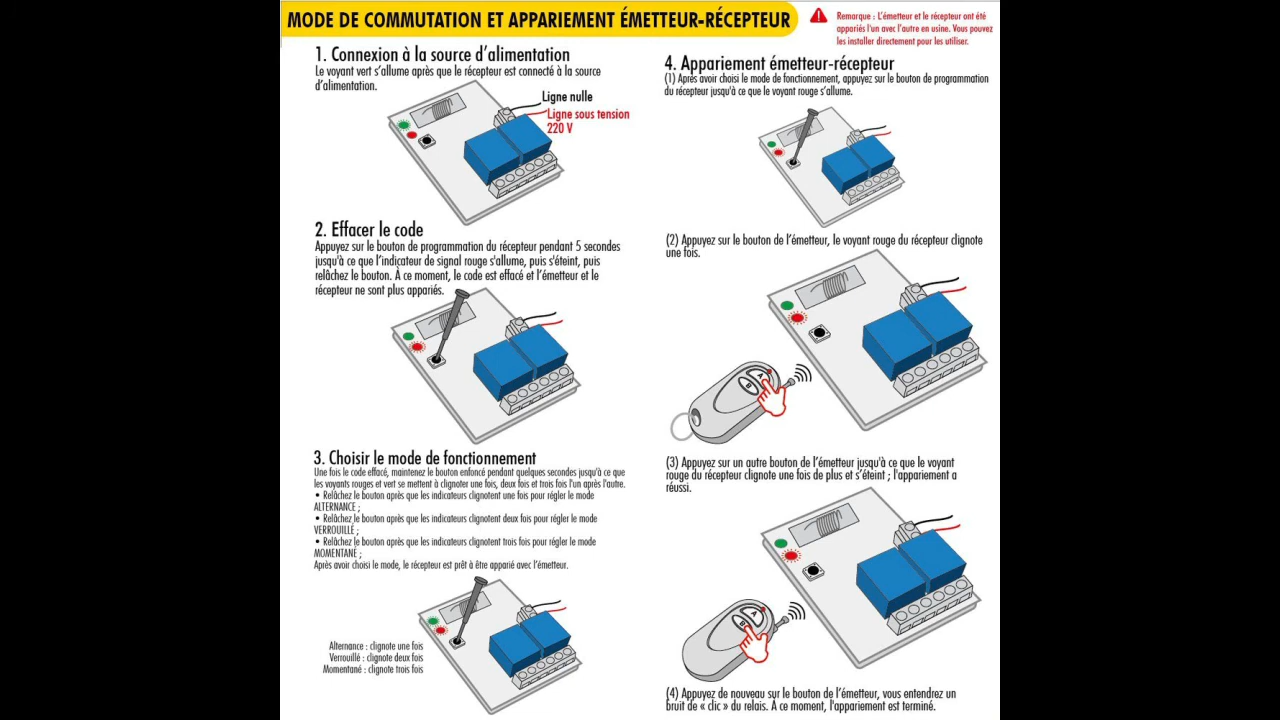 MODE DE COMMUTATION ET APPARIEMENT ÉMETTEUR-RÉCEPTEUR
Remarque : L'émetteur et le récepteur ont été
appariés l'un avec l'autre en usine. Vous pouvez
les installer directement pour les utiliser.
1. Connexion à la source d'alimentation
Le voyant vert s'allume après que le récepteur est connecté à la source
d'alimentation.
Ligne nulle
Ligne sous tension
220 V
2. Effacer le code
Appuyez sur le bouton de programmation du récepteur pendant 5 secondes
jusqu'à ce que l'indicateur de signal rouge s'allume, puis s'éteint, puis
relâchez le bouton. À ce moment, le code est effacé et l'émetteur et le
récepteur ne sont plus appariés.
3. Choisir le mode de fonctionnement
Une fois le code effacé, maintenez le bouton enfoncé pendant quelques secondes jusqu'à ce que
les voyants rouges et vert se mettent à clignoter une fois, deux fois et trois fois l'un après l'autre.
• Relâchez le bouton après que les indicateurs clignotent une fois pour régler le mode
ALTERNANCE ;
• Relâchez le bouton après que les indicateurs clignotent deux fois pour régler le mode
VERROUILLÉ ;
• Relâchez le bouton après que les indicateurs clignotent trois fois pour régler le mode
MOMENTANÉ ;
Après avoir choisi le mode, le récepteur est prêt à être apparié avec l'émetteur.
Alternance : clignote une fois
Verrouillé : clignote deux fois
Momentané : clignote trois fois
4. Appariement émetteur-récepteur
(1) Après avoir choisi le mode de fonctionnement, appuyez sur le bouton de programmation
du récepteur jusqu'à ce que le voyant rouge s'allume.
(2) Appuyez sur le bouton de l'émetteur, le voyant rouge du récepteur clignote
une fois.
A
B
(3) Appuyez sur un autre bouton de l'émetteur jusqu'à ce que le voyant
rouge du récepteur clignote une fois de plus et s'éteint ; l'appariement a
réussi.
A
B
(4) Appuyez de nouveau sur le bouton de l'émetteur, vous entendrez un
bruit de « clic » du relais. À ce moment, l'appariement est terminé.